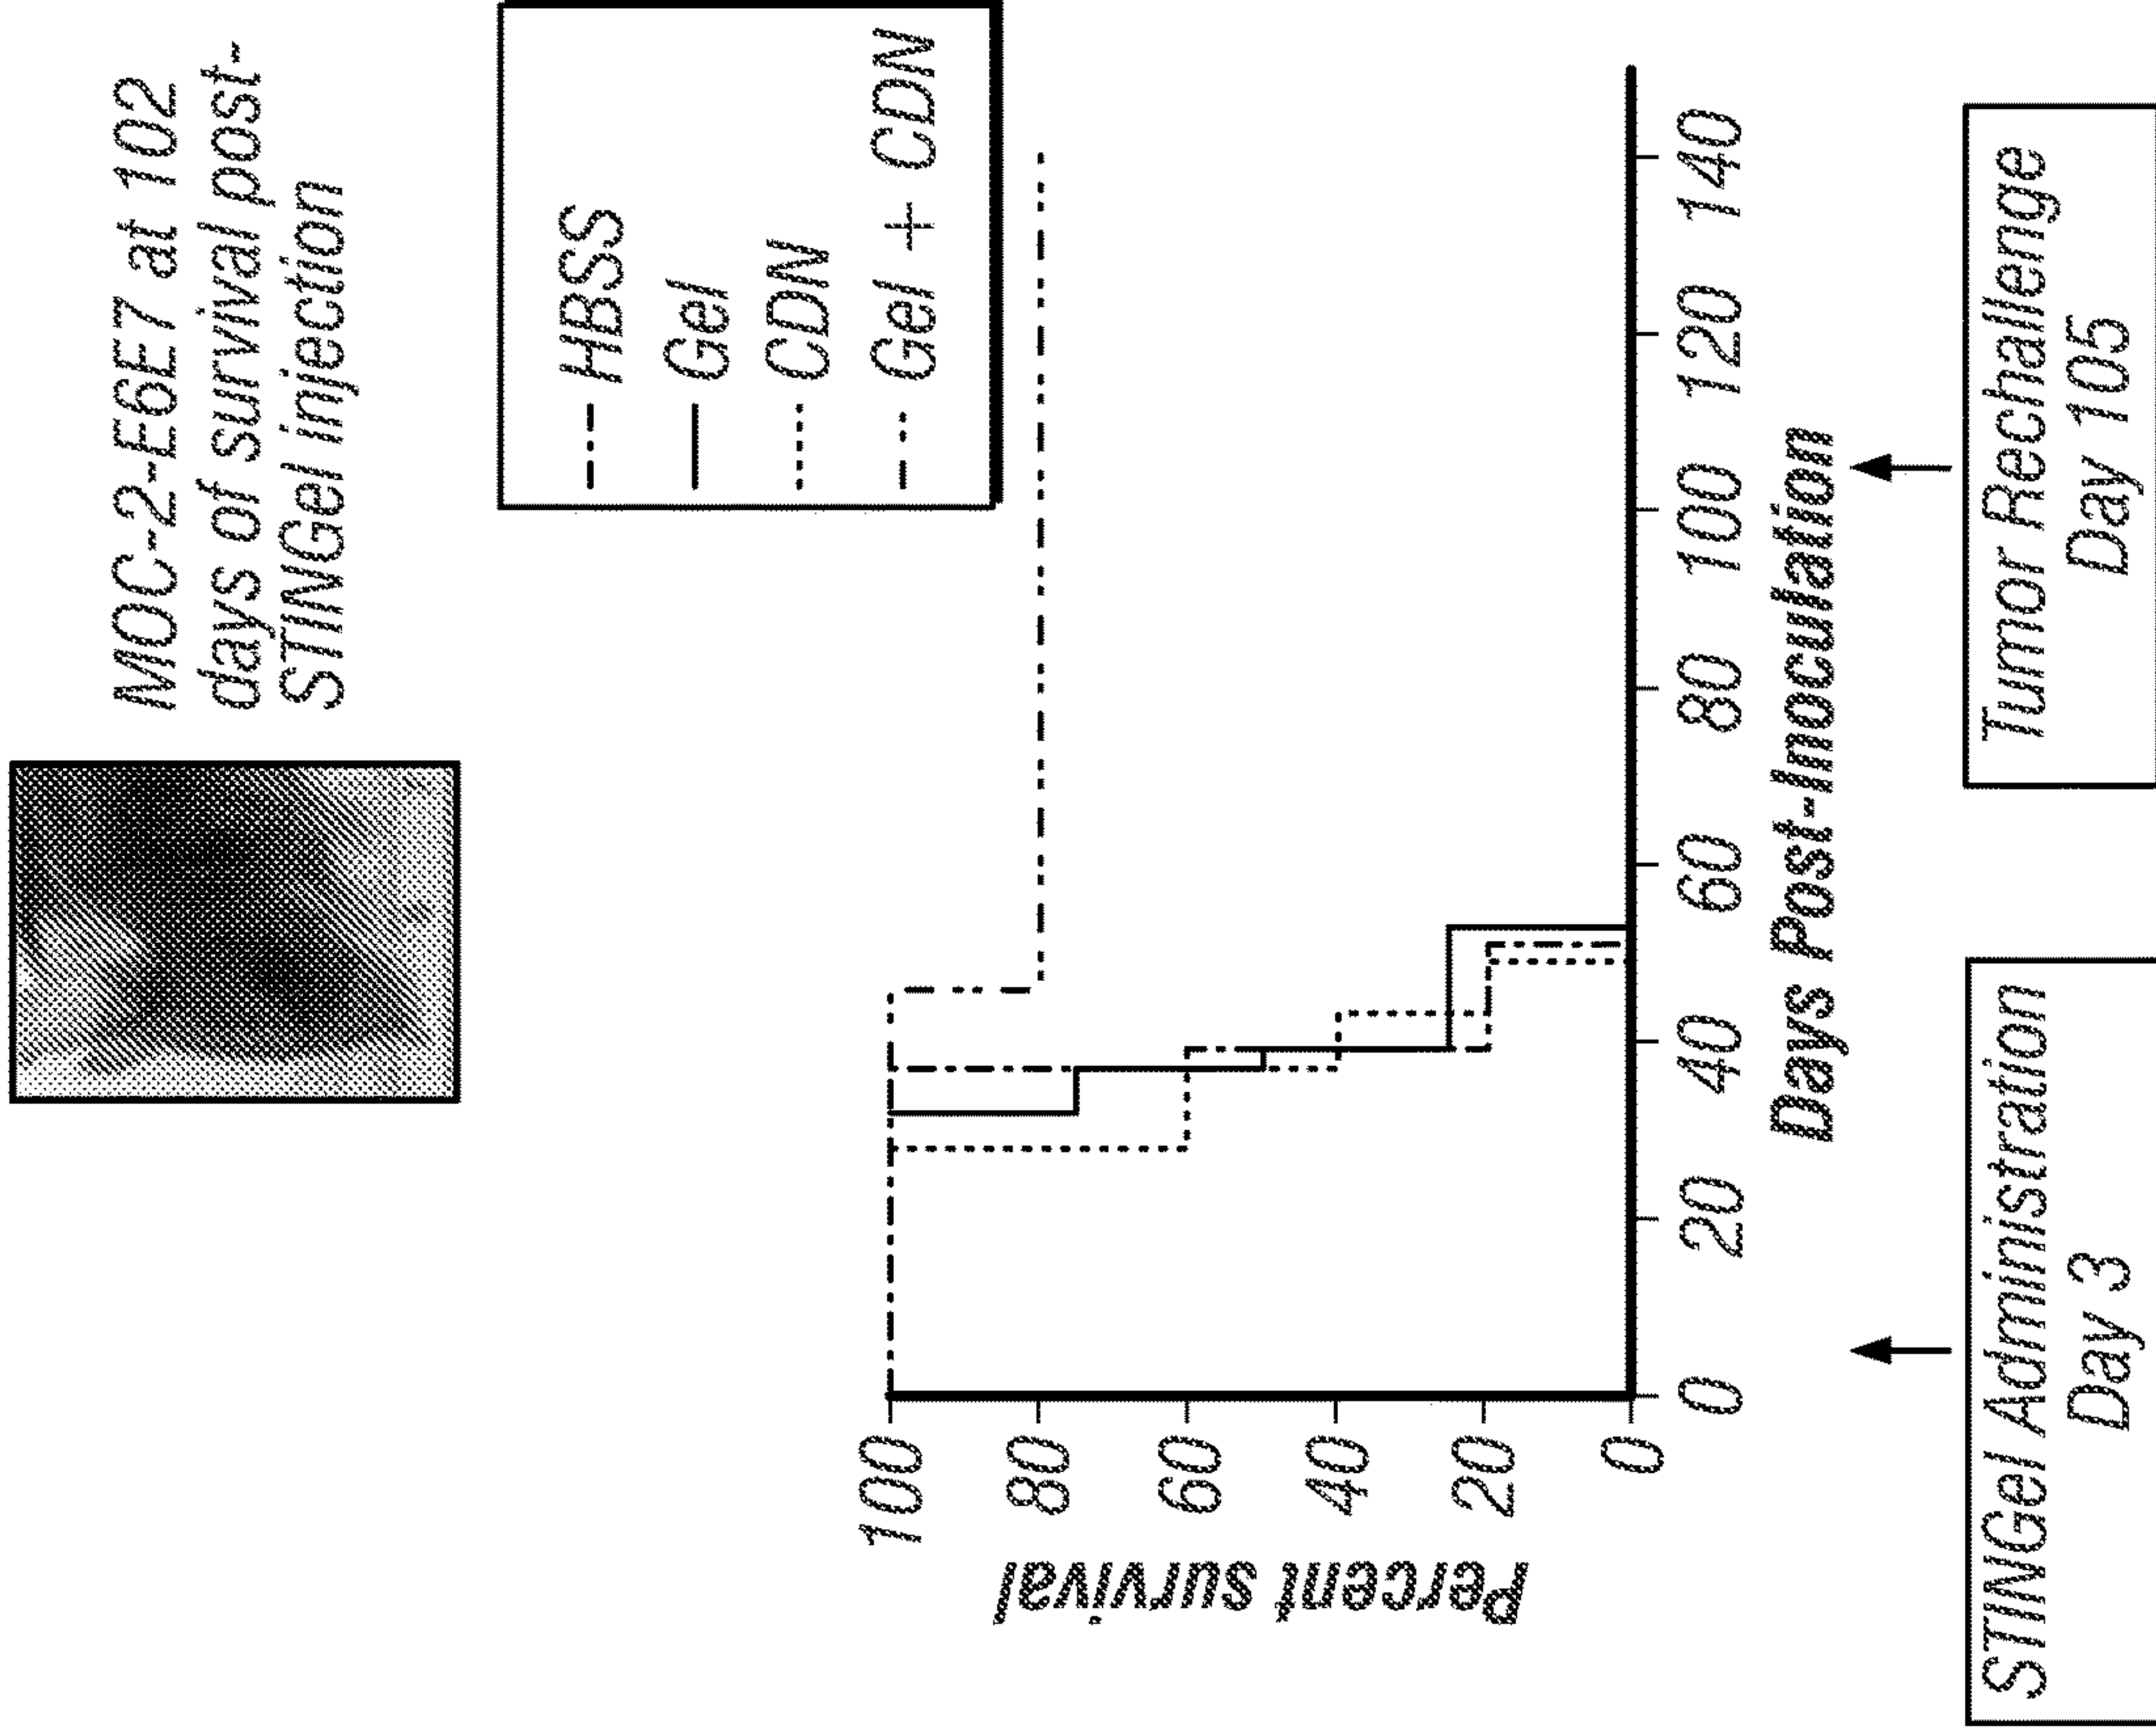 MOC-2-E6E7 at 102
days of survival post-
STINGel injection
HBSS
Gel
CDN
Gel + CDN
Percent survival
100
80
60
40
20
0
0 20 40 60 80 100 120 140
Days Post-Inoculation
STINGel Administration
Day 3
Tumor Rechallenge
Day 105